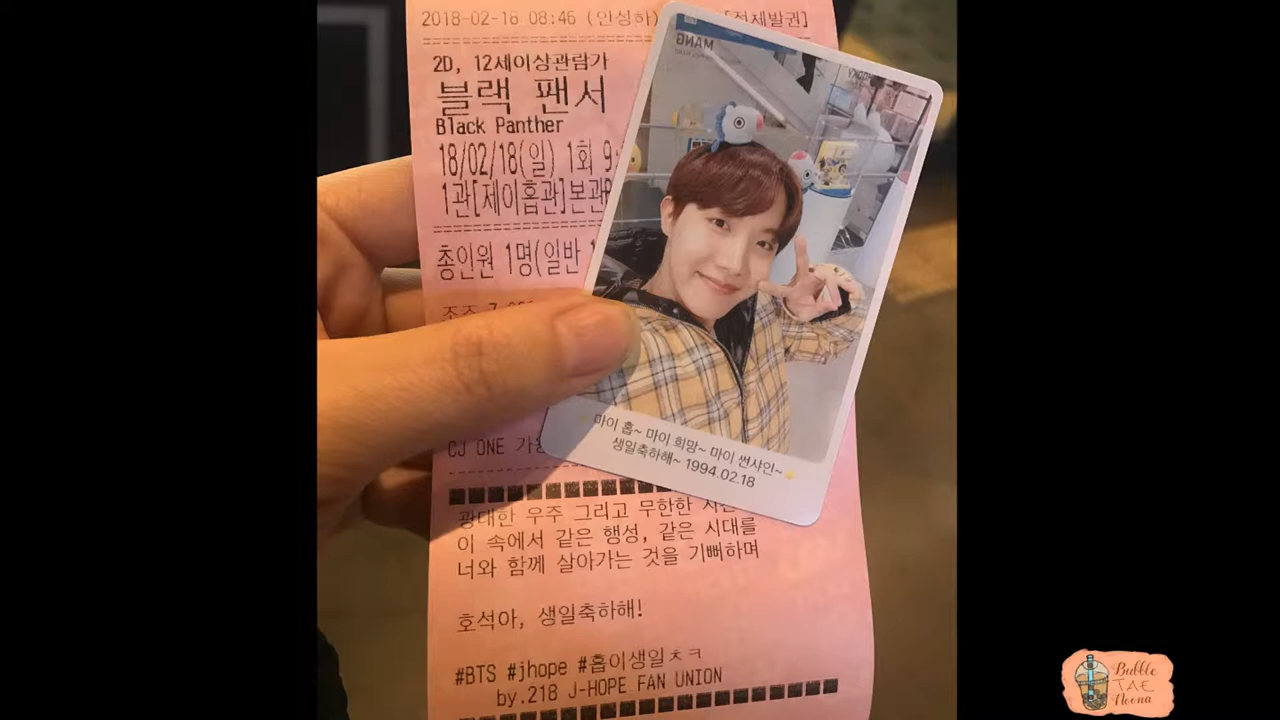 2018-02-18 08:46 (인성하
발권]
2D, 12세이상관람가
블랙 팬서
Black Panther
18/02/18(일) 1회 9:
1관[제이홉관]본관
총인원 1명(일반
조조
CJ ONE
MANG
마이 홉~ 마이 희망~ 마이 썬샤인~
생일축하해~ 1994.02.18
광대한 우주 그리고 무한한
이 속에서 같은 행성, 같은 시대를
너와 함께 살아가는 것을 기뻐하며
호석아, 생일축하해!
#BTS #jhope #홉이생일ㅊㅋ
by.218 J-HOPE FAN UNION
Bubble
TAE
Noona